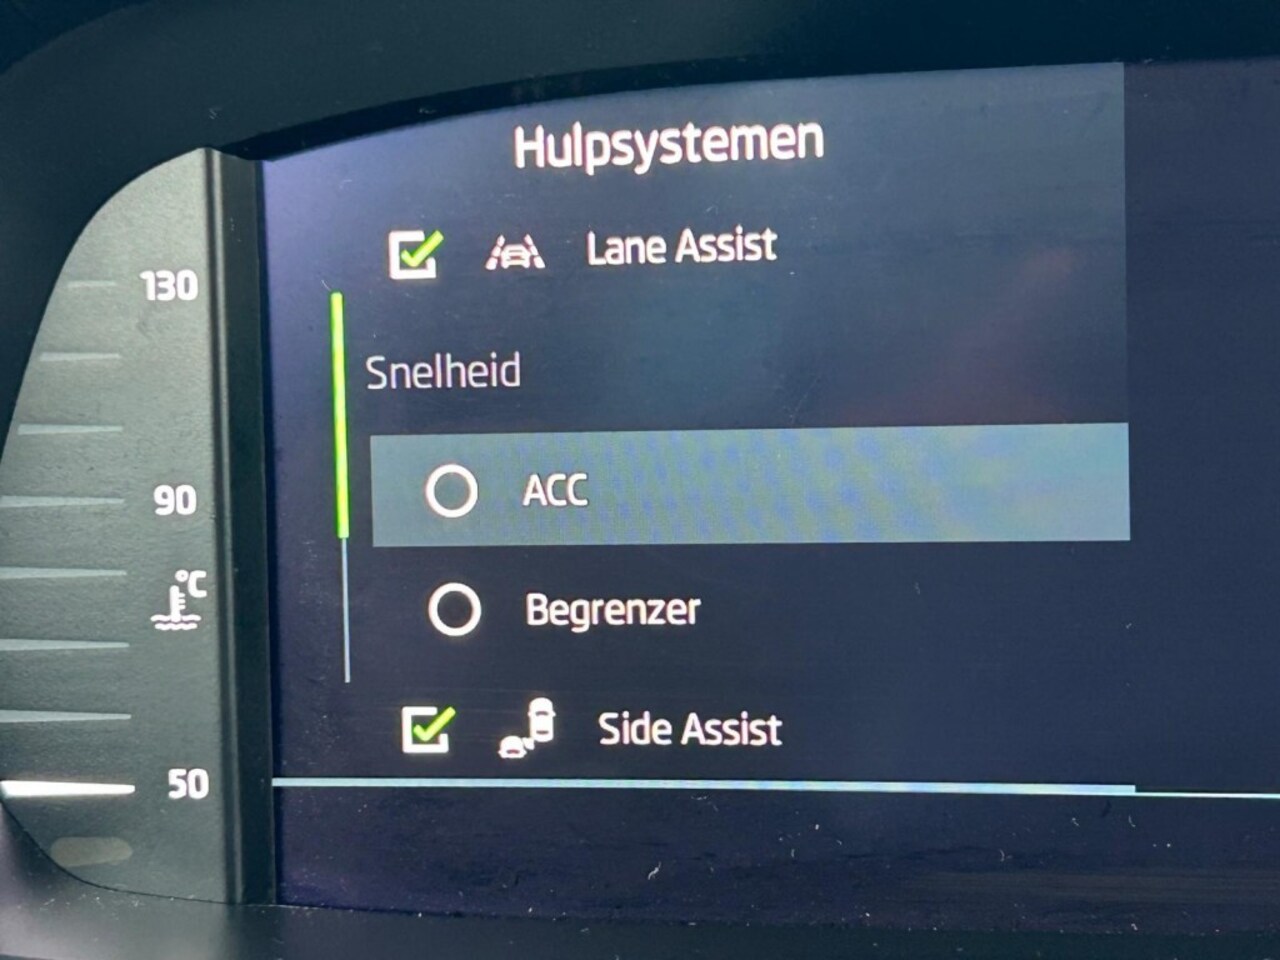 Hulpsystemen
Lane Assist
130
Snelheid
ACC
90
°C
Begrenzer
Side Assist
50